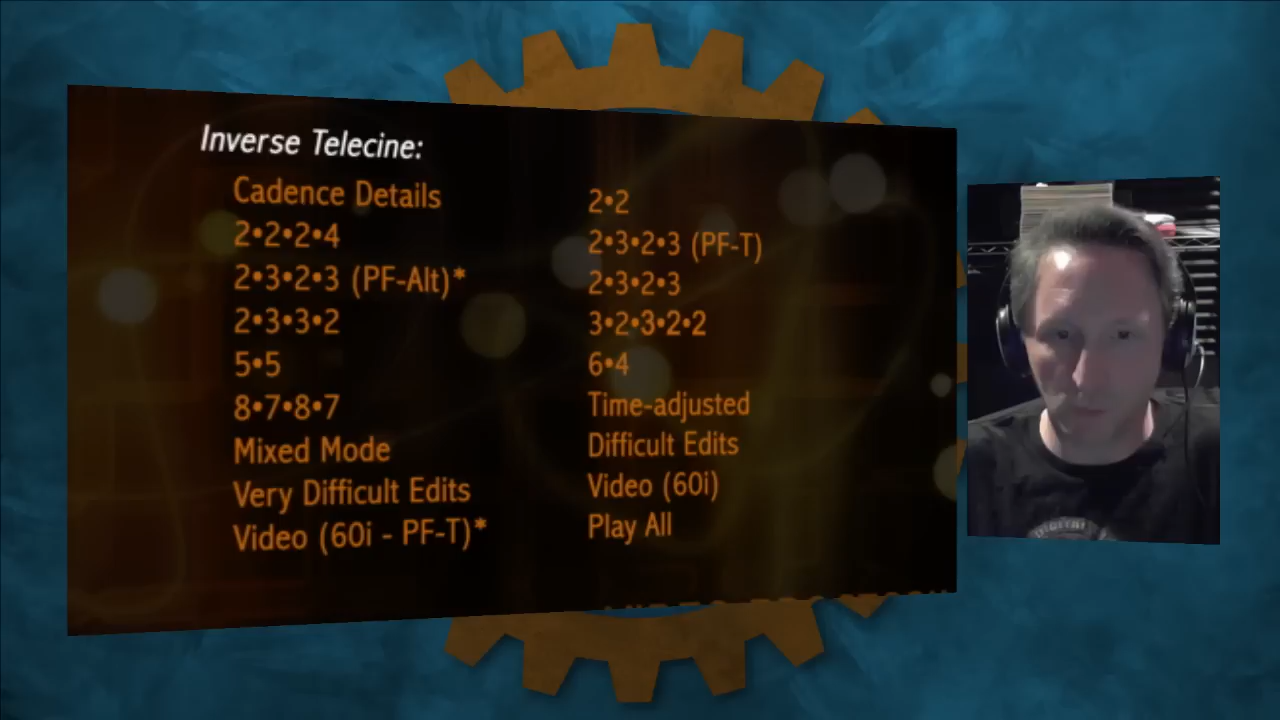 Inverse Telecine:
Cadence Details
2•2•2•4
2•3•2•3 (PF-Alt)*
2•3•3•2
5•5
8•7•8•7
Mixed Mode
Very Difficult Edits
Video (60i - PF-T)*
2•2
2•3•2•3 (PF-T)
2•3•2•3
3•2•3•2•2
6•4
Time-adjusted
Difficult Edits
Video (60i)
Play All
DIGITAL